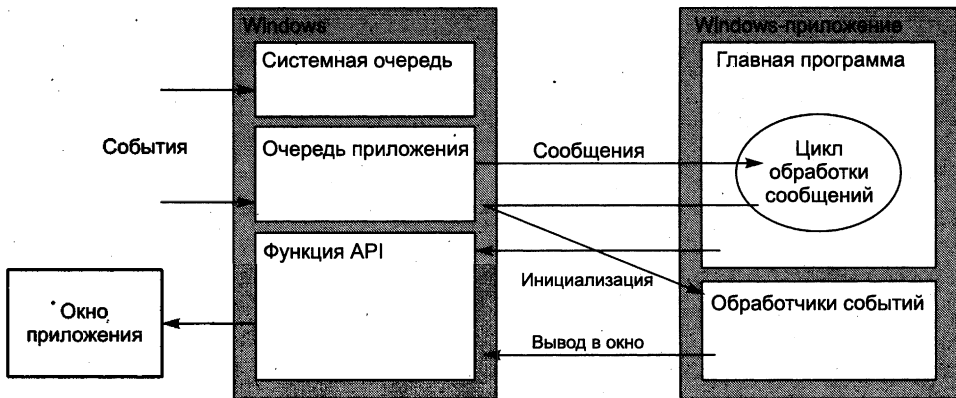 Windows
Windows-приложение
Системная очередь
Главная программа
События
Очередь приложения
Сообщения
Цикл
обработки
сообщений
Функция API
Инициализация
Обработчики событий
Окно
приложения
Вывод в окно